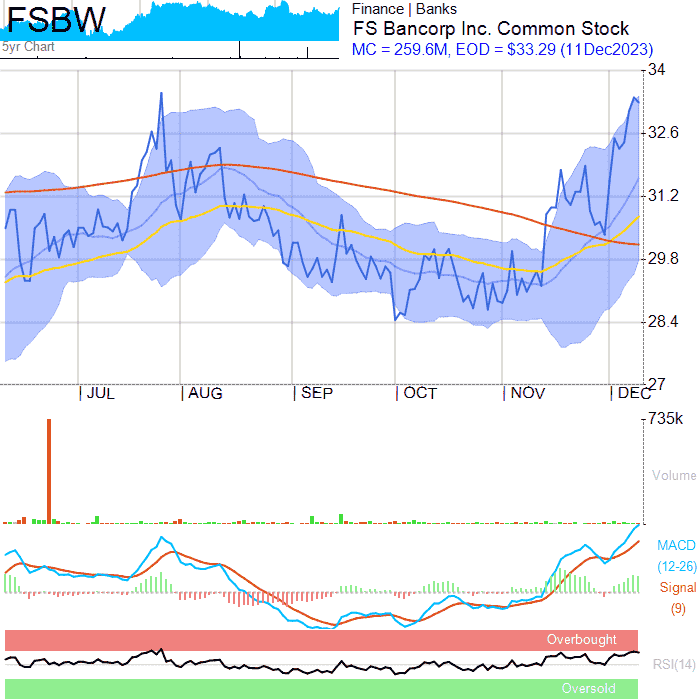 FSBW
5yr Chart
Finance | Banks
FS Bancorp Inc. Common Stock
MC = 259.6M, EOD = $33.29 (11Dec2023)
34
32.6
31.2
29.8
28.4
27
JUL AUG SEP OCT NOV DEC
735k
Volume
MACD
(12-26)
Signal
(9)
Overbought
RSI(14)
Oversold